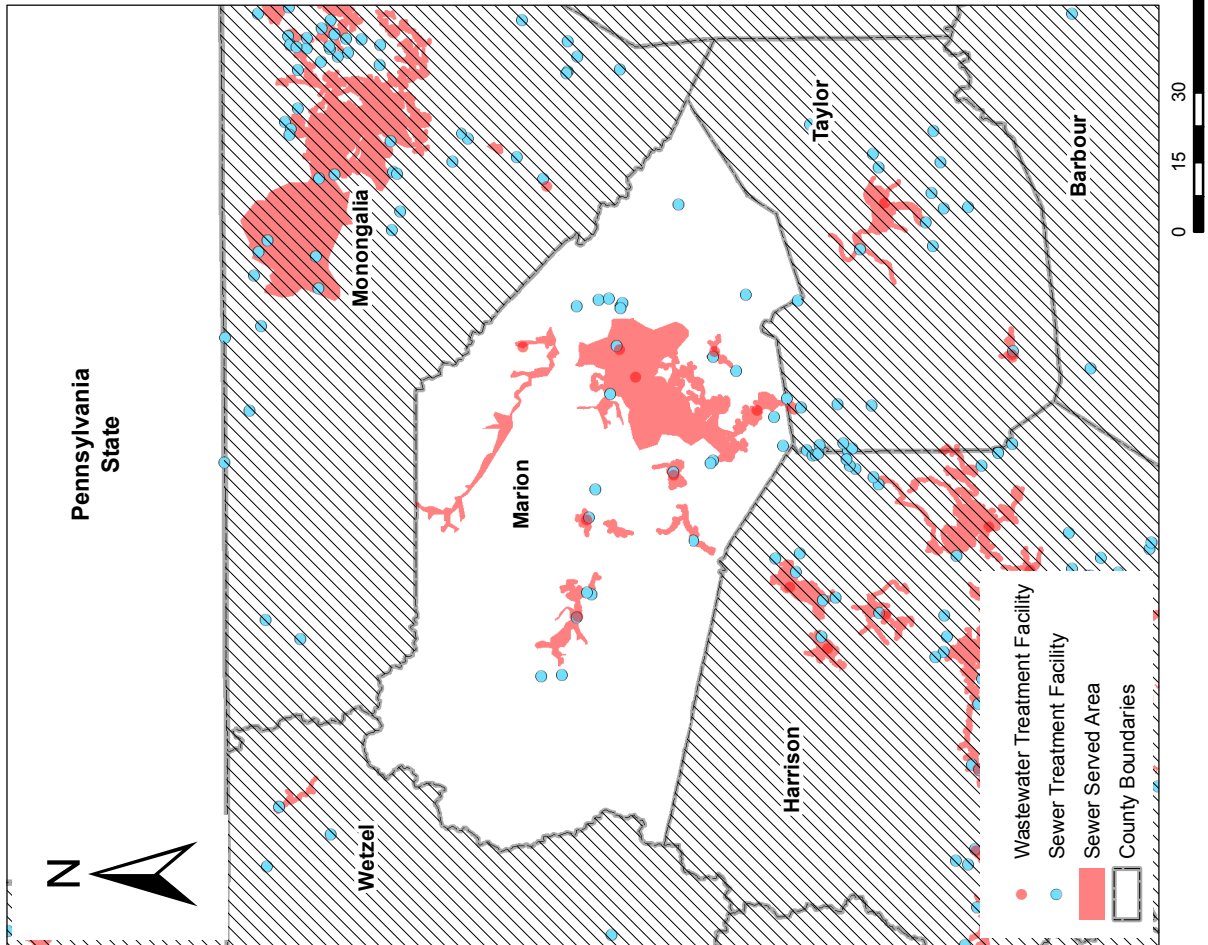 Pennsylvania
State
N
Monongalia
Wetzel
Marion
Taylor
Harrison
Barbour
Wastewater Treatment Facility
Sewer Treatment Facility
Sewer Served Area
County Boundaries
0 15 30